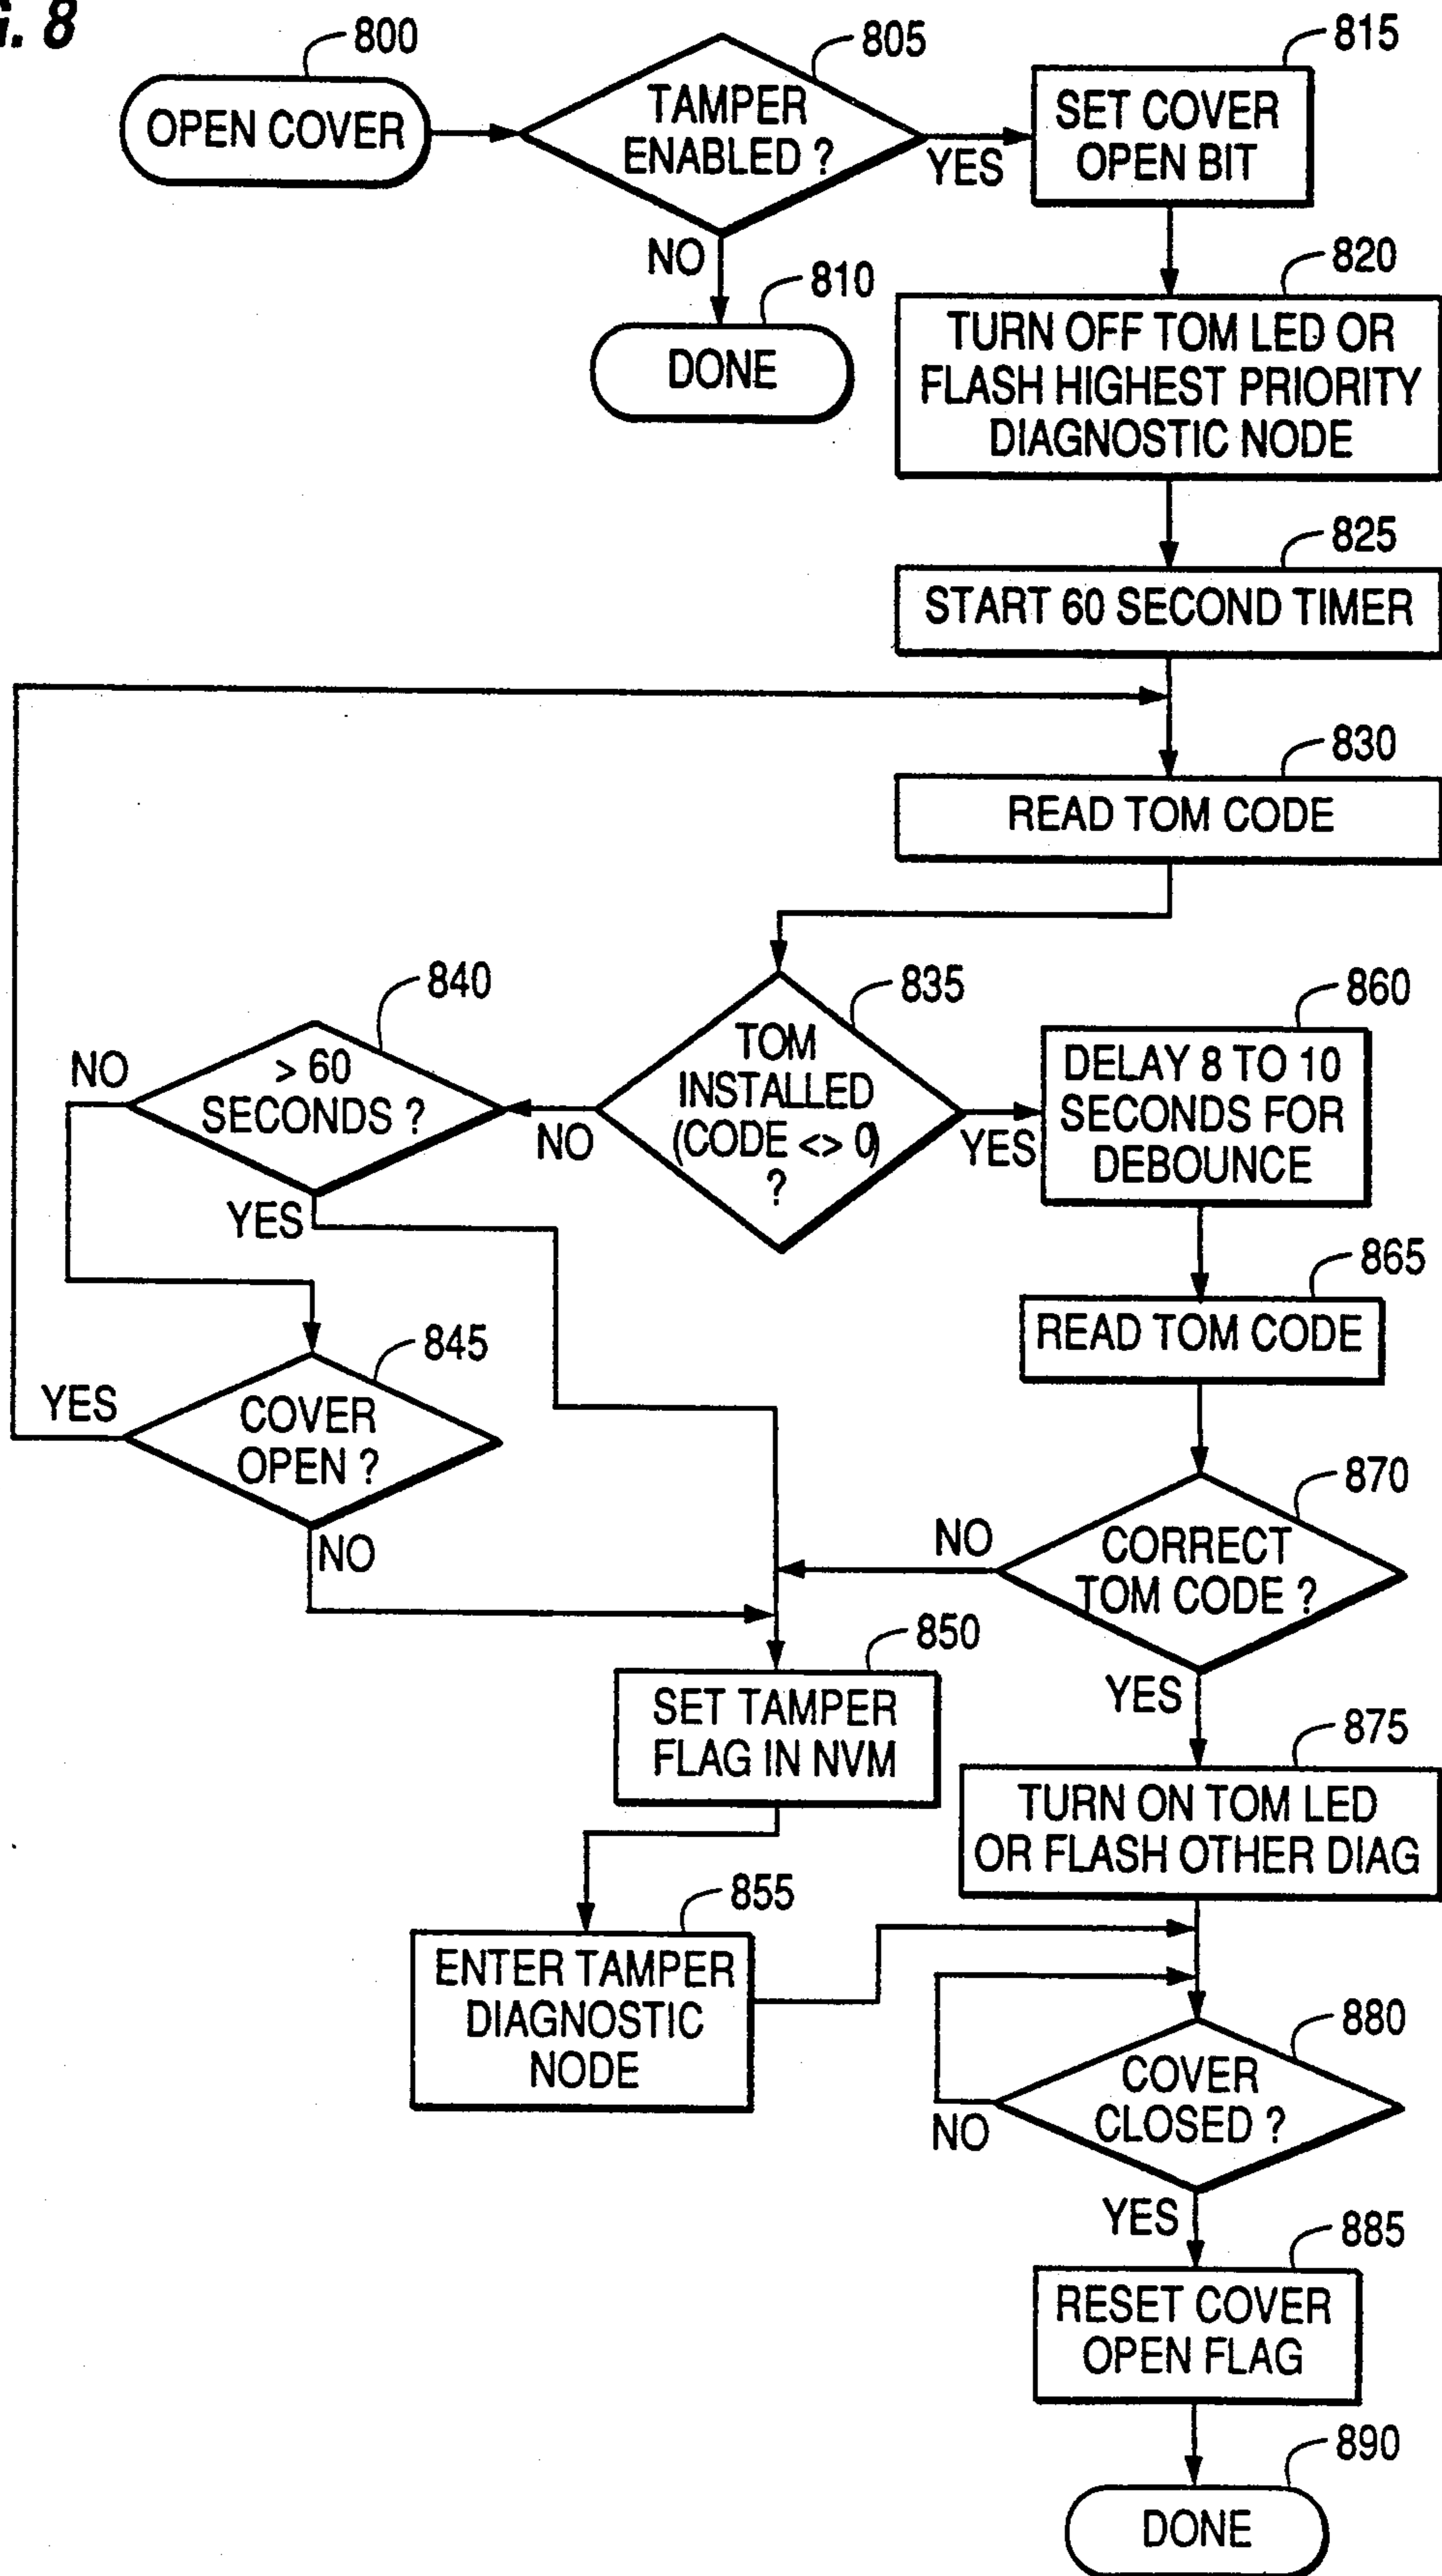 G. 8
800
OPEN COVER
805
TAMPER
ENABLED ?
YES
NO
810
DONE
815
SET COVER
OPEN BIT
820
TURN OFF TOM LED OR
FLASH HIGHEST PRIORITY
DIAGNOSTIC NODE
825
START 60 SECOND TIMER
830
READ TOM CODE
835
TOM
INSTALLED
(CODE <> 0)
?
NO
YES
840
> 60
SECONDS ?
NO
YES
845
COVER
OPEN ?
YES
NO
860
DELAY 8 TO 10
SECONDS FOR
DEBOUNCE
865
READ TOM CODE
870
CORRECT
TOM CODE ?
NO
YES
850
SET TAMPER
FLAG IN NVM
855
ENTER TAMPER
DIAGNOSTIC
NODE
875
TURN ON TOM LED
OR FLASH OTHER DIAG
880
COVER
CLOSED ?
NO
YES
885
RESET COVER
OPEN FLAG
890
DONE